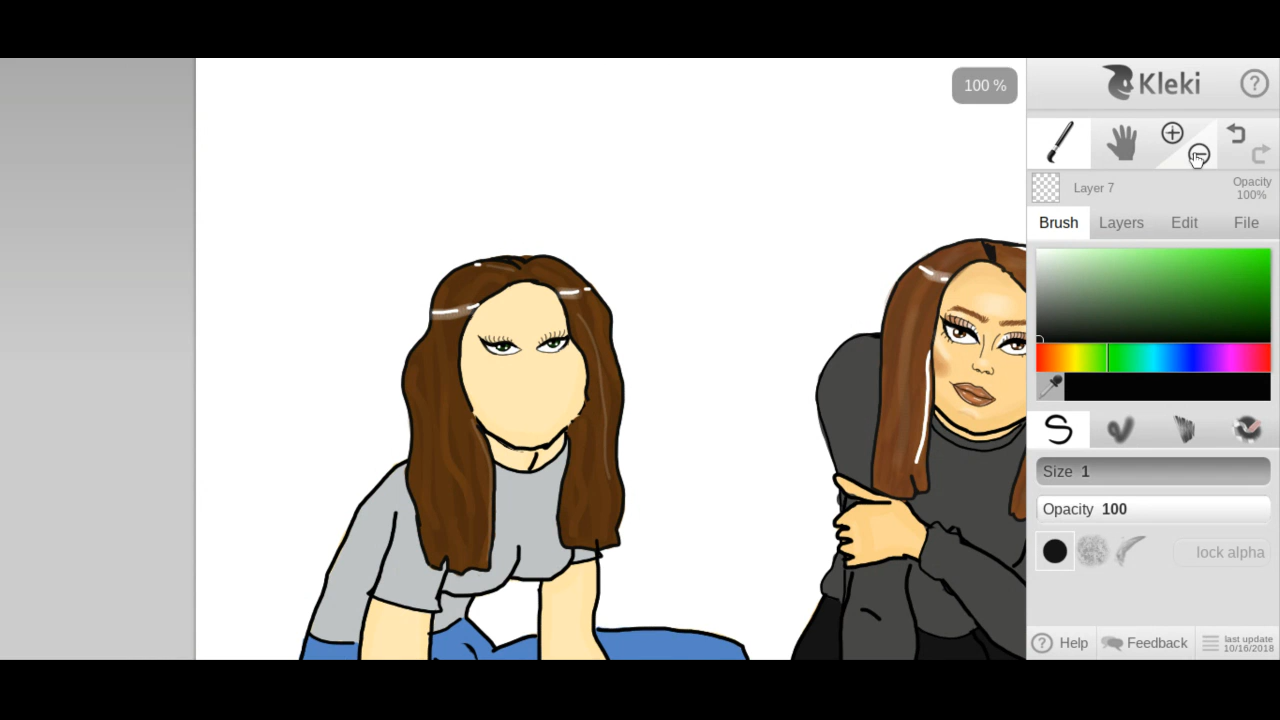 100 %
Kleki
?
Layer 7
Opacity
100%
Brush Layers Edit File
Size 1
Opacity 100
lock alpha
? Help Feedback last update
10/16/2018